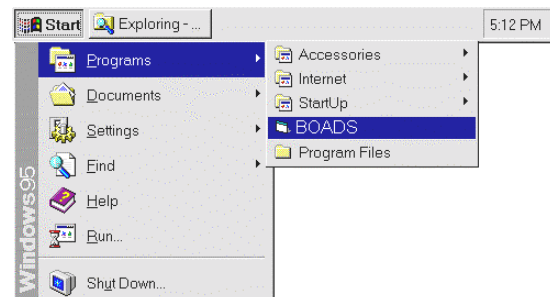 Start
Exploring - ...
5:12 PM
Programs
Documents
Settings
Find
Help
Run...
Shut Down...
Windows95
Accessories
Internet
StartUp
BOADS
Program Files